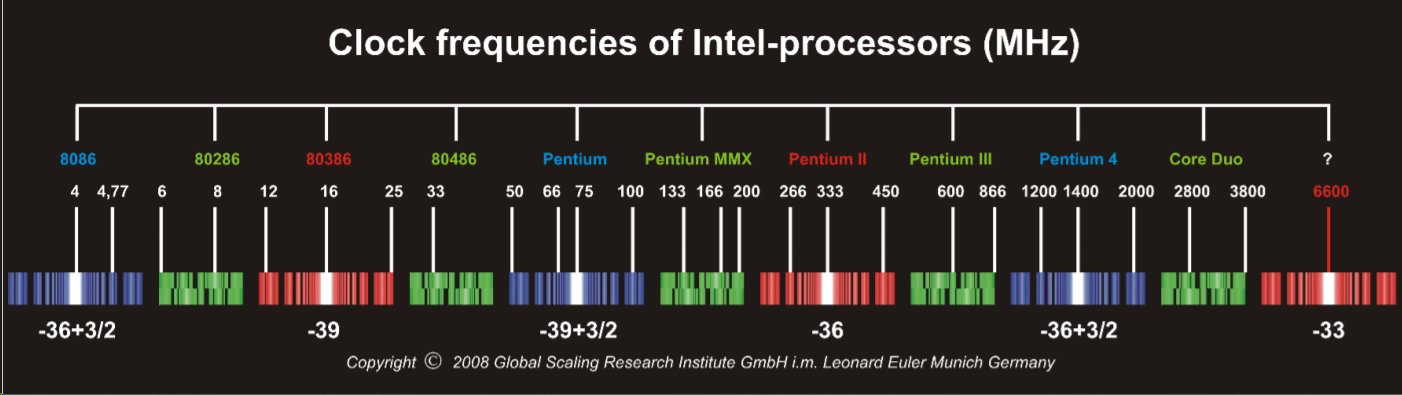 Clock frequencies of Intel-processors (MHz)
8086 80286 80386 80486 Pentium Pentium MMX Pentium II Pentium III Pentium 4 Core Duo ?
4 4,77 6 8 12 16 25 33 50 66 75 100 133 166 200 266 333 450 600 866 1200 1400 2000 2800 3800 6600
-36+3/2 -39 -39+3/2 -36 -36+3/2 -33
Copyright © 2008 Global Scaling Research Institute GmbH i.m. Leonard Euler Munich Germany